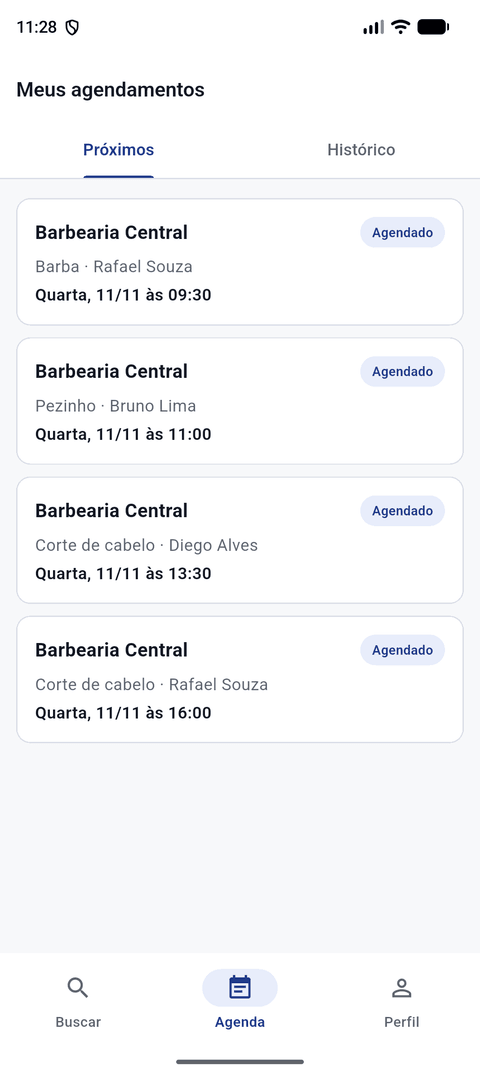 11:28
Meus agendamentos
Próximos
Histórico
Barbearia Central
Agendado
Barba · Rafael Souza
Quarta, 11/11 às 09:30
Barbearia Central
Agendado
Pezinho · Bruno Lima
Quarta, 11/11 às 11:00
Barbearia Central
Agendado
Corte de cabelo · Diego Alves
Quarta, 11/11 às 13:30
Barbearia Central
Agendado
Corte de cabelo · Rafael Souza
Quarta, 11/11 às 16:00
Buscar
Agenda
Perfil